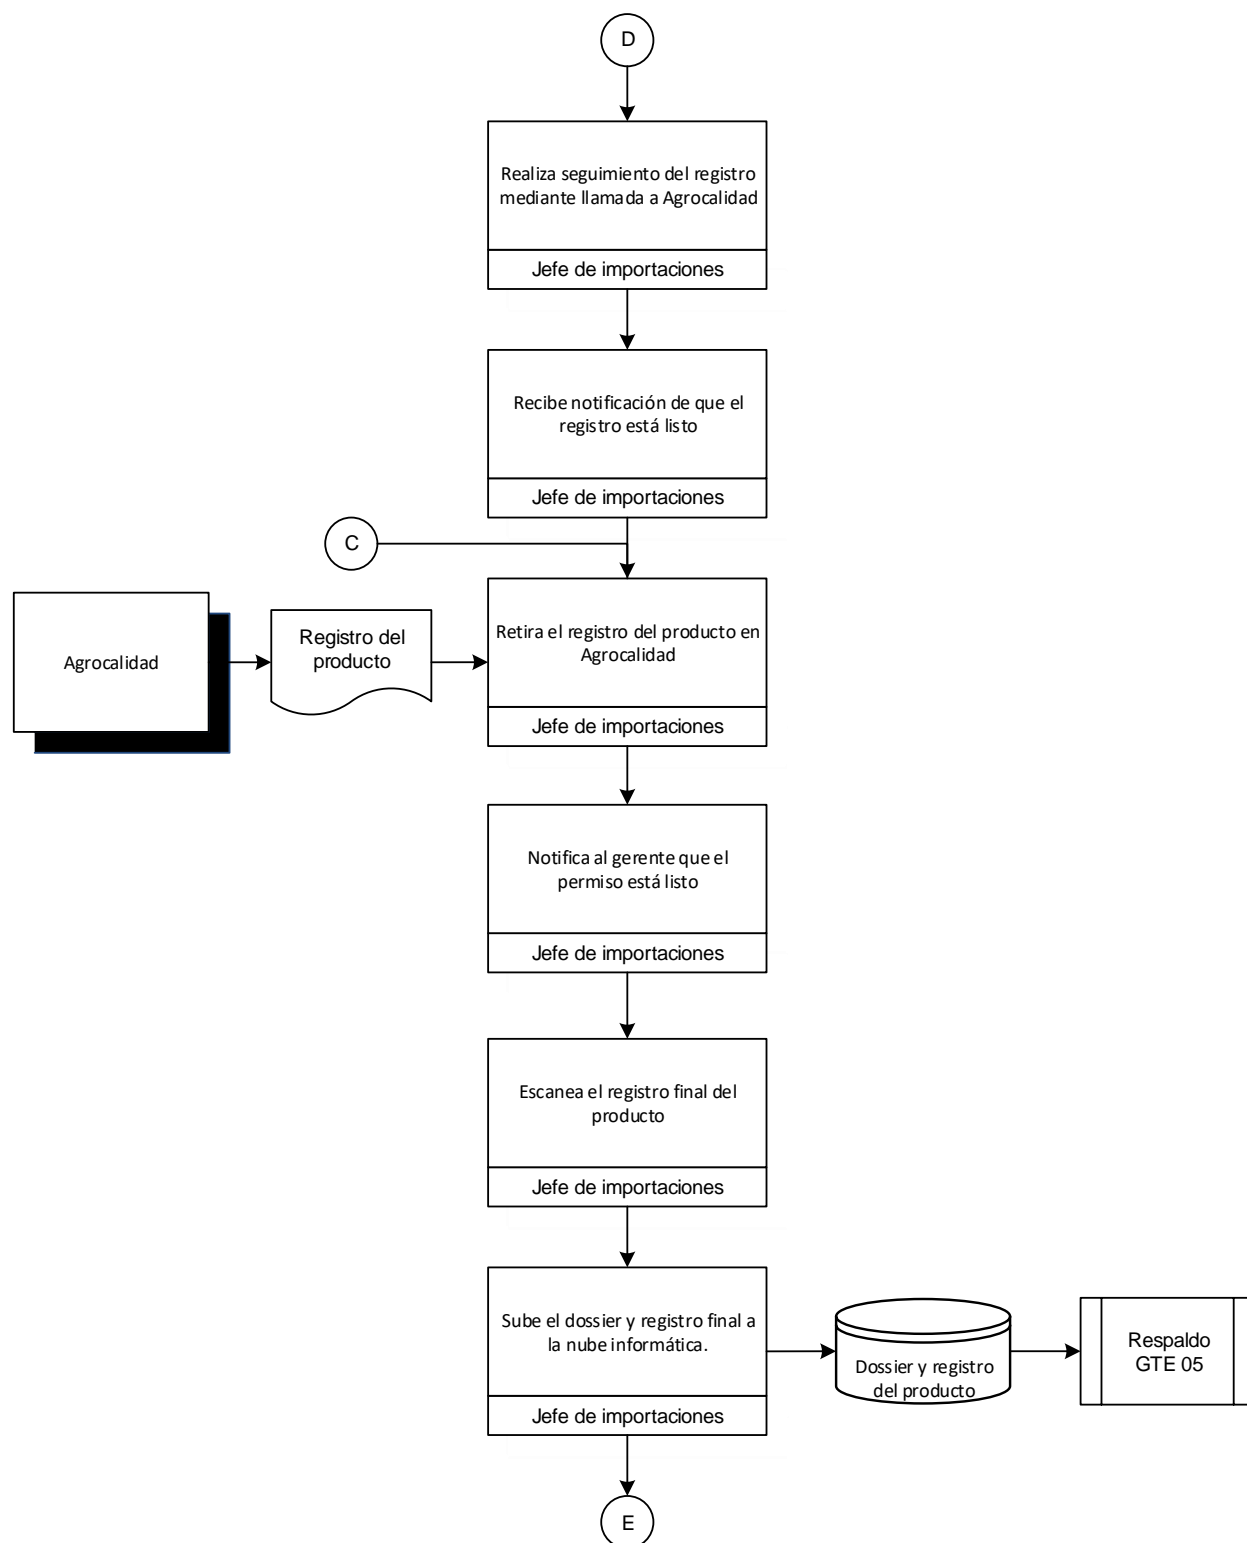 D
Realiza seguimiento del registro
mediante llamada a Agrocalidad
Jefe de importaciones
Recibe notificación de que el
registro está listo
Jefe de importaciones
C
Agrocalidad
Registro del
producto
Retira el registro del producto en
Agrocalidad
Jefe de importaciones
Notifica al gerente que el
permiso está listo
Jefe de importaciones
Escanea el registro final del
producto
Jefe de importaciones
Sube el dossier y registro final a
la nube informática.
Jefe de importaciones
Dossier y registro
del producto
Respaldo
GTE 05
E